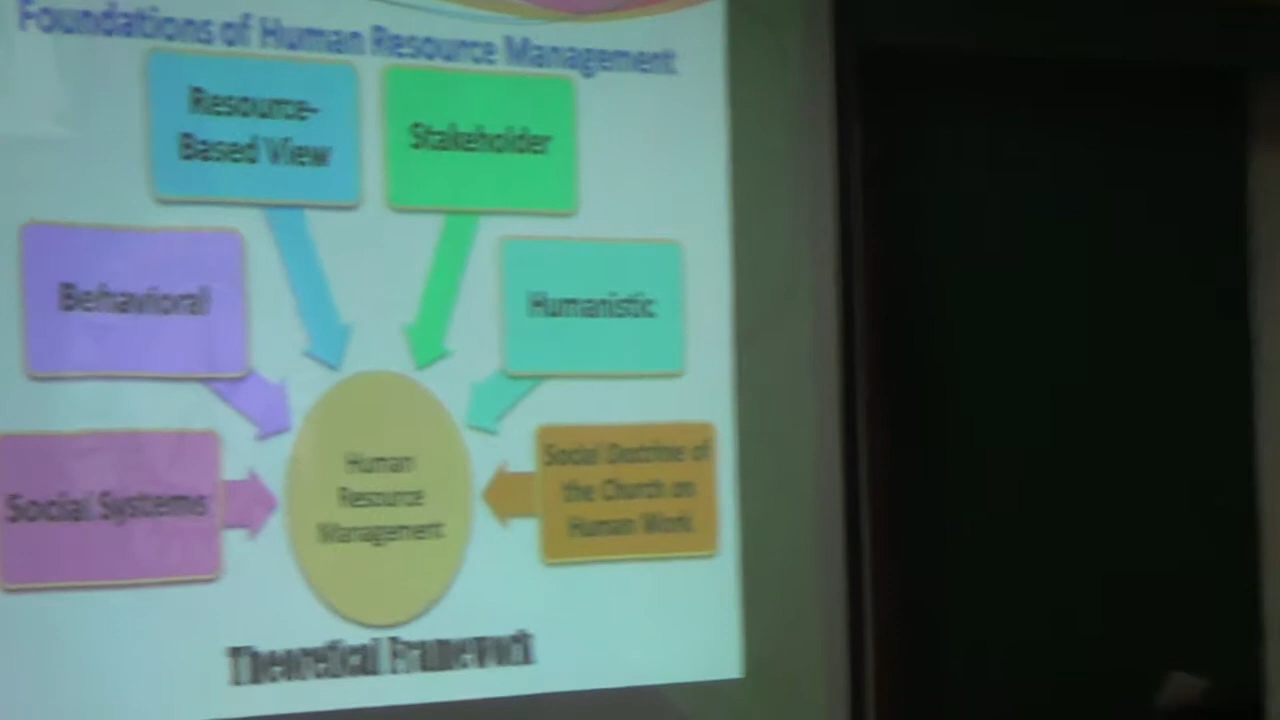 Foundations of Human Resource Management
Resource-
Based View
Stakeholder
Behavioral
Humanistic
Social Systems
Human
Resource
Management
Social Doctrine of
the Church on
Human Work
Theoretical Framework